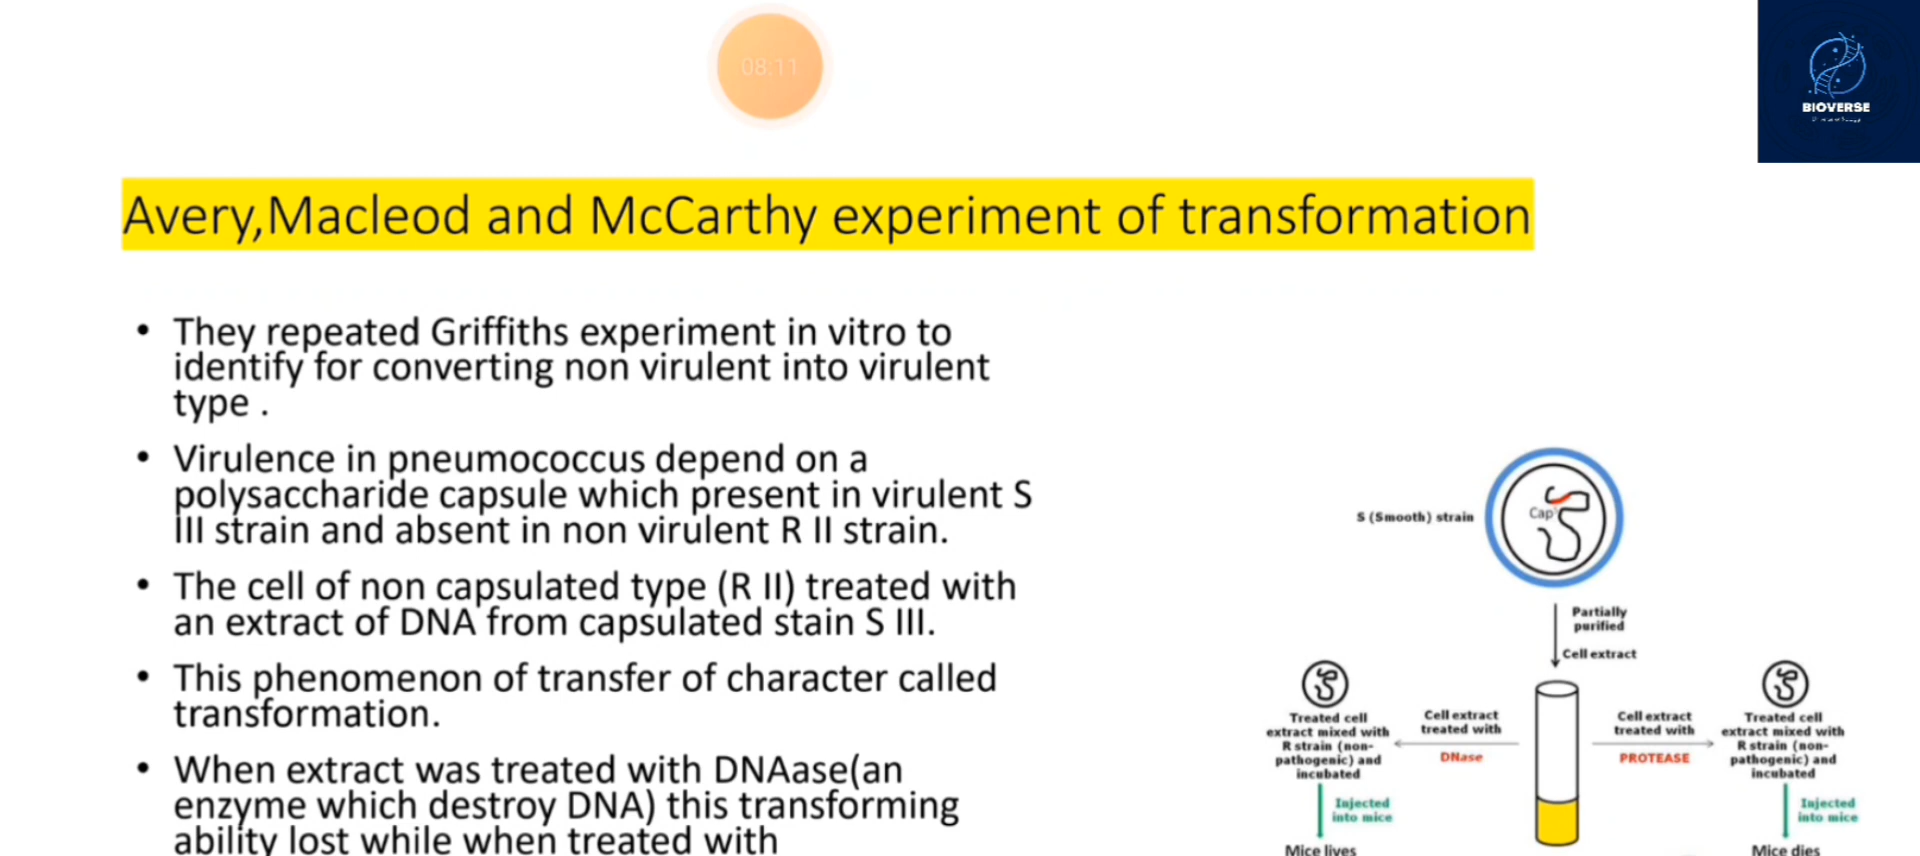 08:11
BIOVERSE
Avery,Macleod and McCarthy experiment of transformation
• They repeated Griffiths experiment in vitro to
identify for converting non virulent into virulent
type .
• Virulence in pneumococcus depend on a
polysaccharide capsule which present in virulent S
III strain and absent in non virulent R II strain.
• The cell of non capsulated type (R II) treated with
an extract of DNA from capsulated stain S III.
• This phenomenon of transfer of character called
transformation.
• When extract was treated with DNAase(an
enzyme which destroy DNA) this transforming
ability lost while when treated with
S (Smooth) strain
Cap
Partially
purified
Cell extract
Treated cell
extract mixed with
R strain (non-
pathogenic) and
incubated
Cell extract
treated with
DNase
Cell extract
treated with
PROTEASE
Treated cell
extract mixed with
R strain (non-
pathogenic) and
incubated
Injected
into mice
Injected
into mice
Mice lives
Mice dies